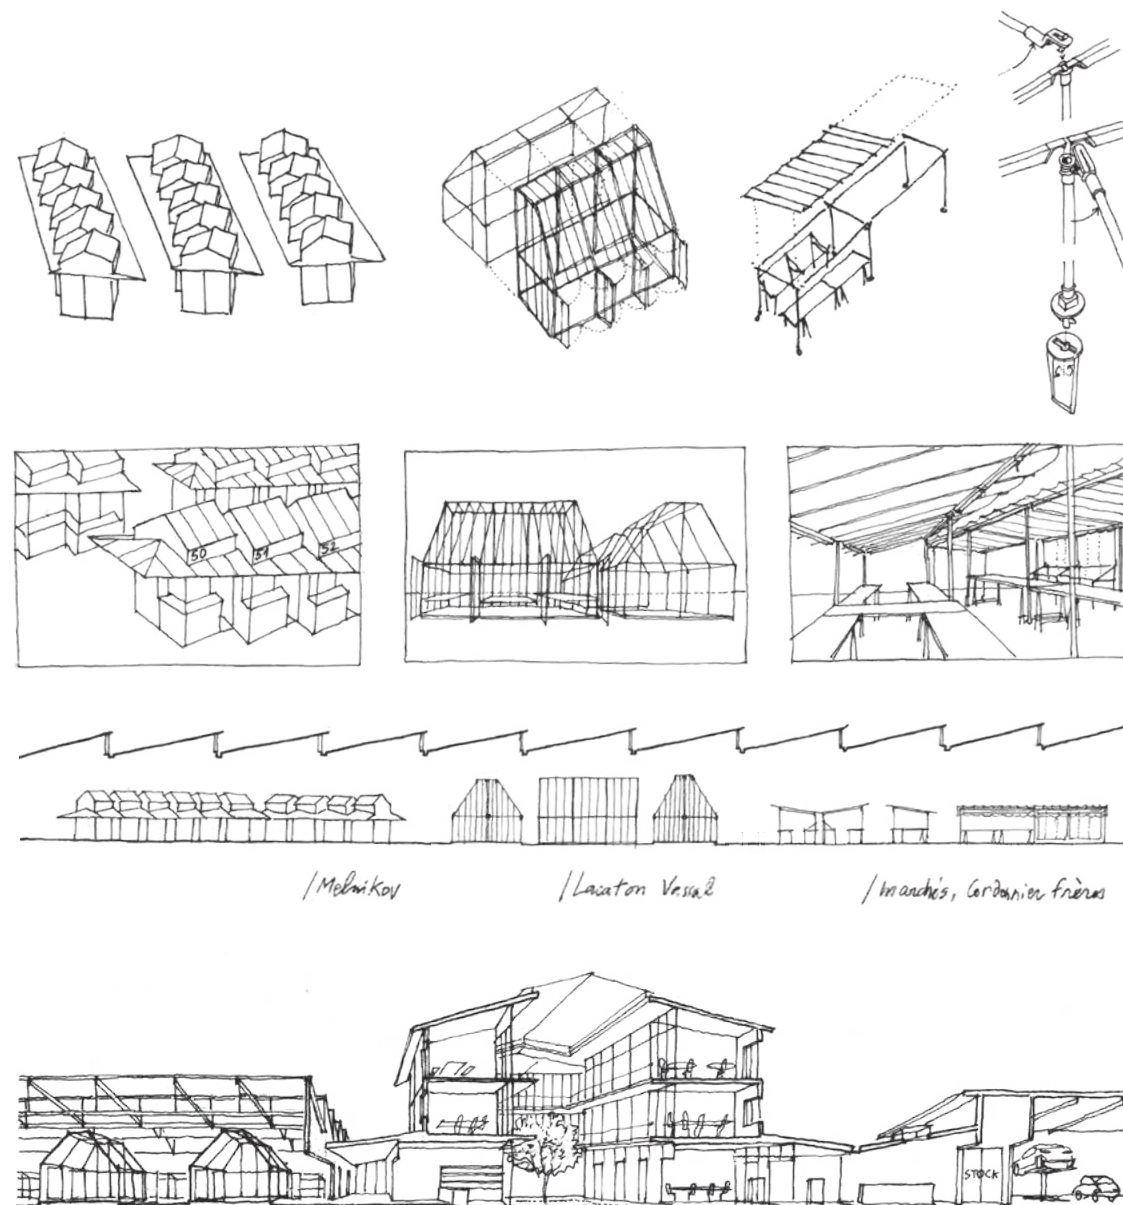 50 51 52
/Melnikov
/Lacaton Vassal
/marchés, Cordonnier frères
STOCK